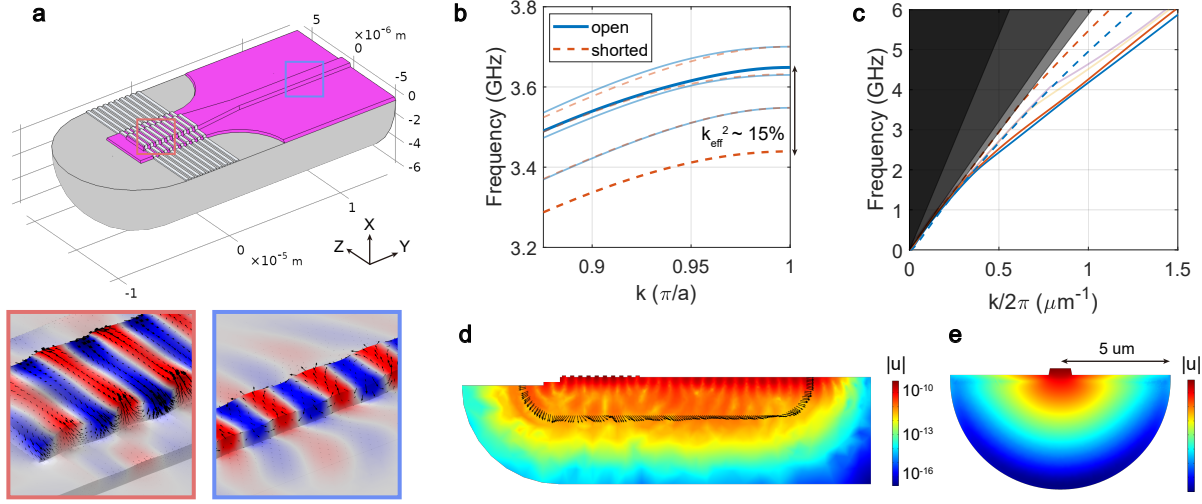 a
5
×10⁻⁶ m
0
-5
0
-2
-4
-6
1
0
×10⁻⁵ m
-1
X
Z
Y
b
3.8
3.6
3.4
3.2
Frequency (GHz)
open
shorted
k_eff² ~ 15%
0.9
0.95
1
k (π/a)
c
6
5
4
3
2
1
0
Frequency (GHz)
0
0.5
1
1.5
k/2π (μm⁻¹)
d
|u|
10⁻¹⁰
10⁻¹³
10⁻¹⁶
e
5 um
|u|